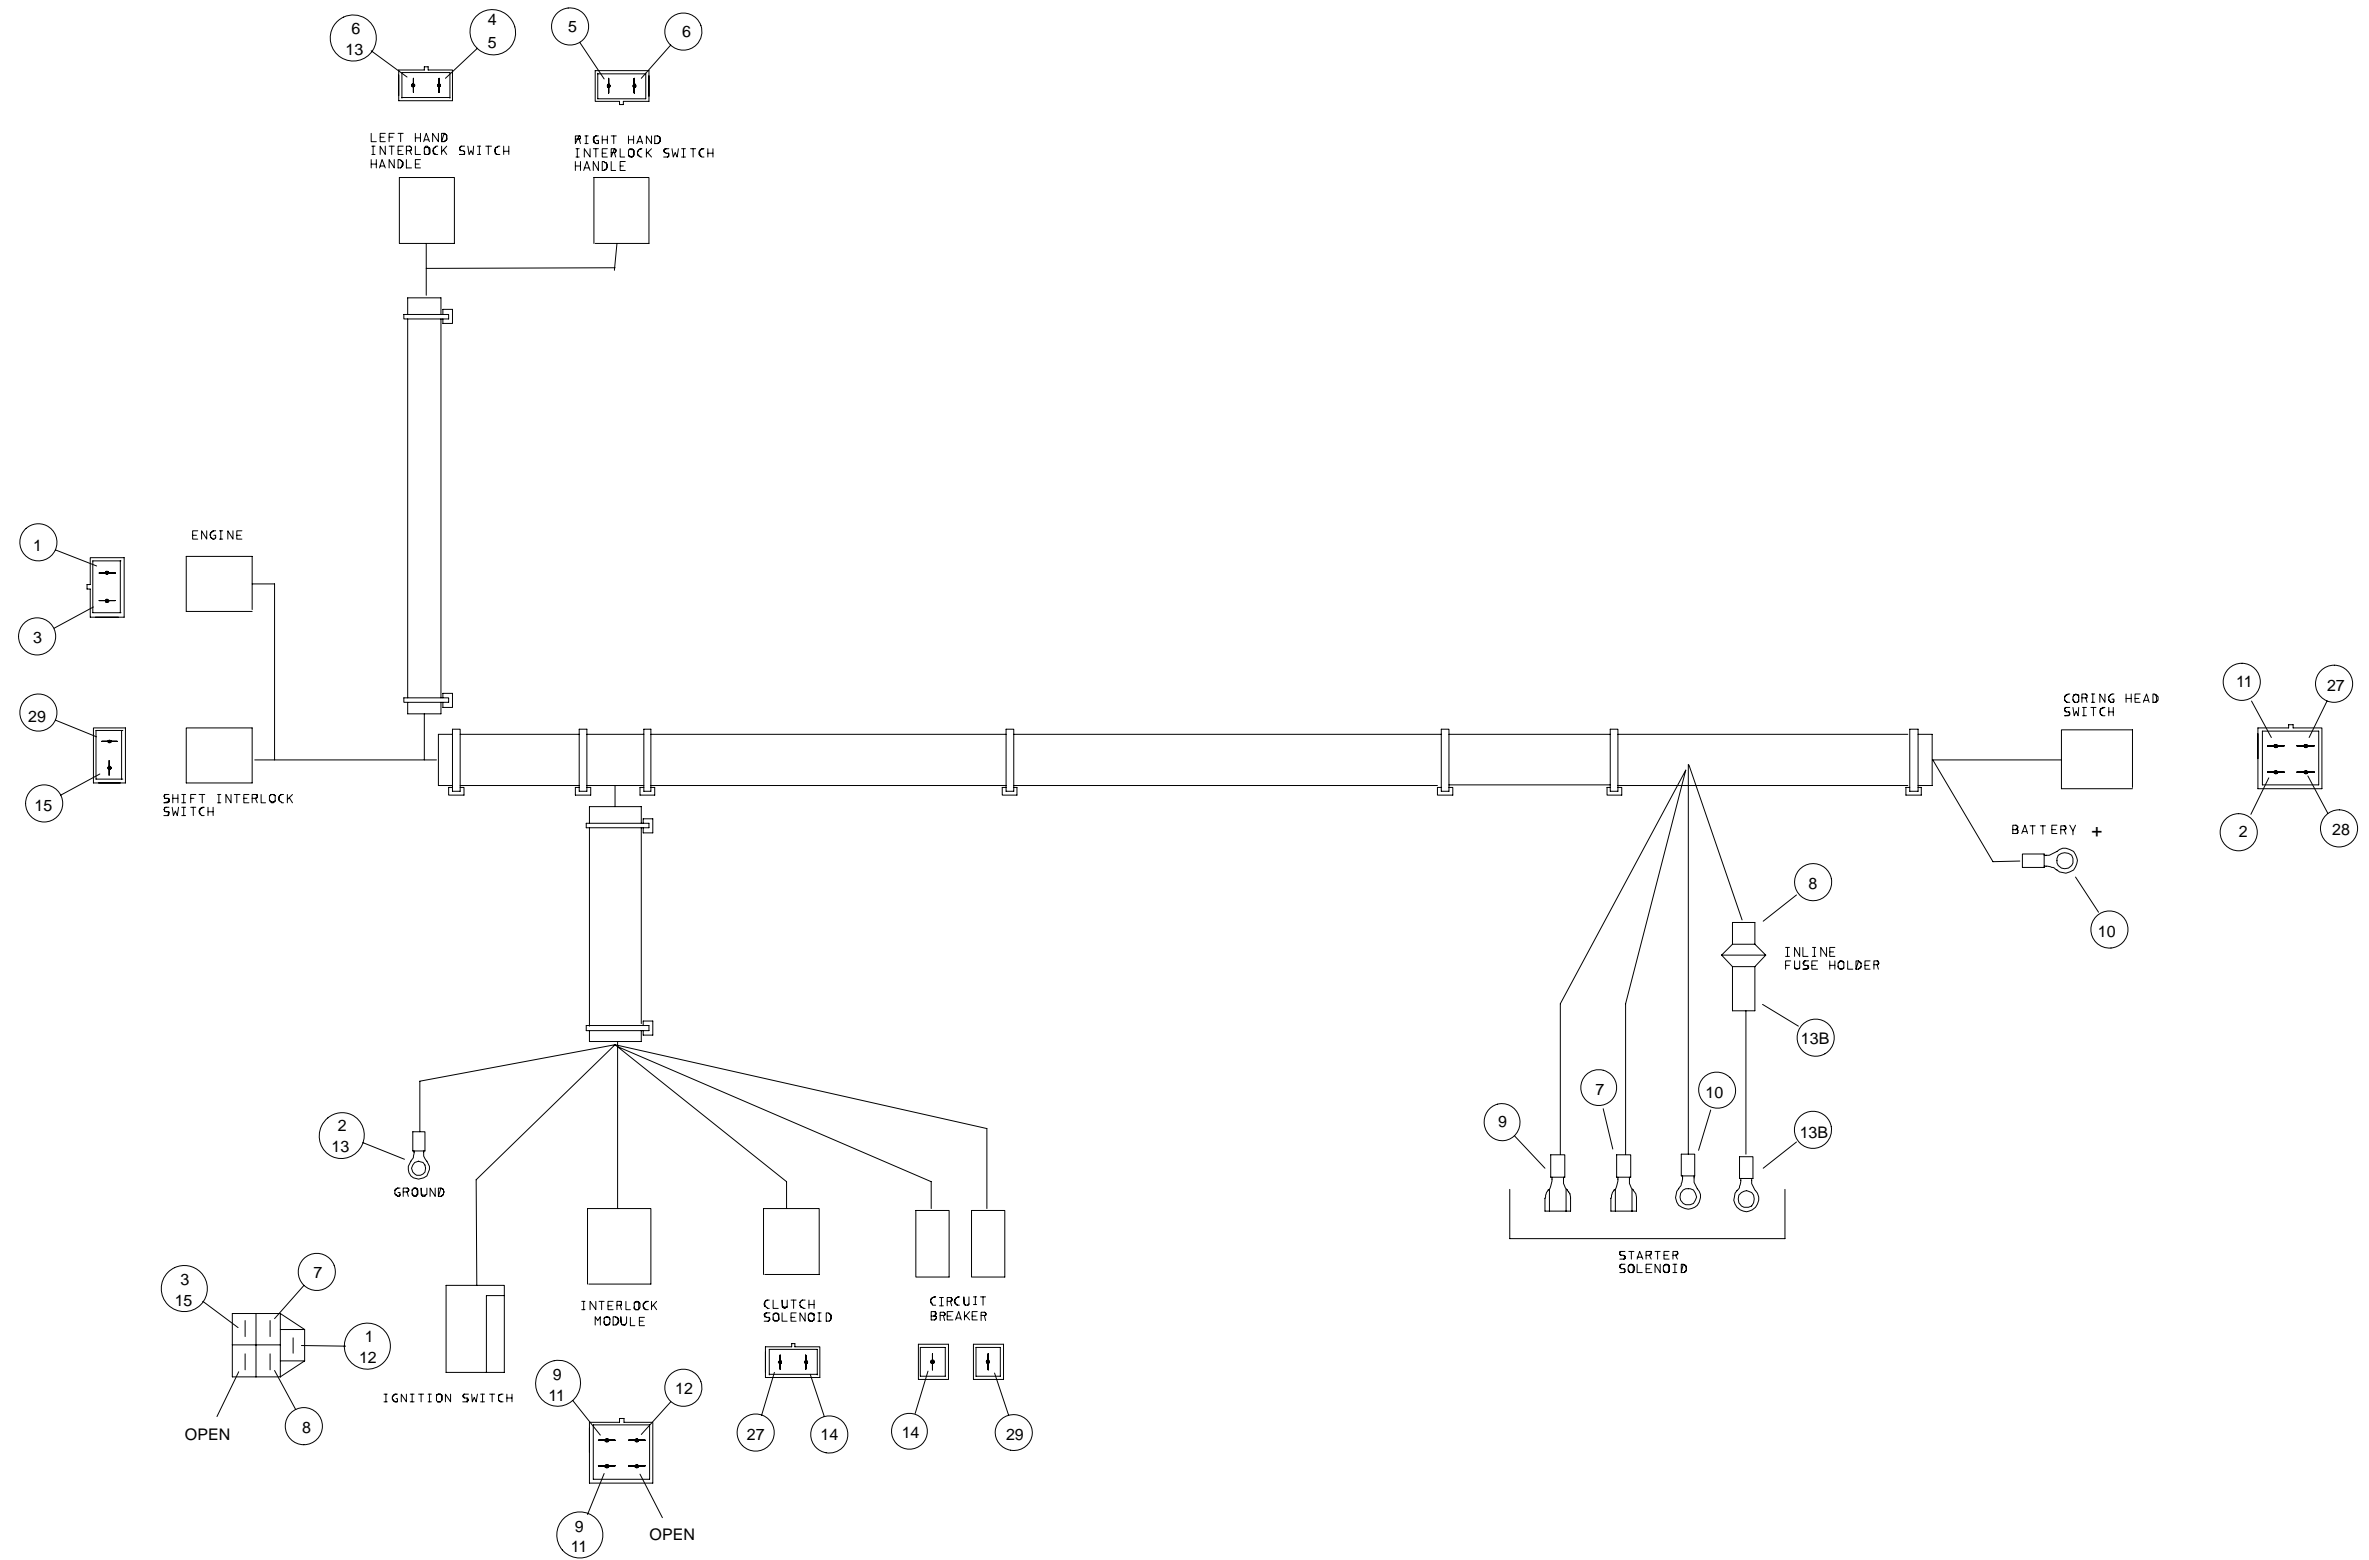 6
13
4
5
5
6
LEFT HAND
INTERLOCK SWITCH
HANDLE
RIGHT HAND
INTERLOCK SWITCH
HANDLE
1
3
ENGINE
29
15
SHIFT INTERLOCK
SWITCH
CORING HEAD
SWITCH
11
27
2
28
BATTERY +
10
8
INLINE
FUSE HOLDER
13B
9
7
10
13B
STARTER
SOLENOID
2
13
GROUND
3
15
7
1
12
OPEN
8
IGNITION SWITCH
INTERLOCK
MODULE
9
11
12
9
11
OPEN
CLUTCH
SOLENOID
27
14
CIRCUIT
BREAKER
14
29